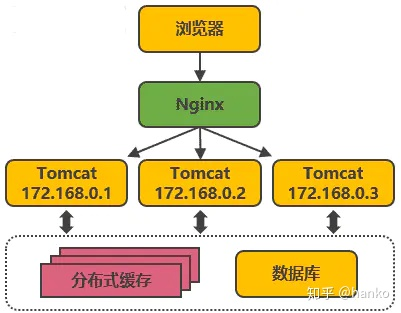 浏览器
Nginx
Tomcat
172.168.0.1
Tomcat
172.168.0.2
Tomcat
172.168.0.3
分布式缓存
数据库
知乎 @hanko